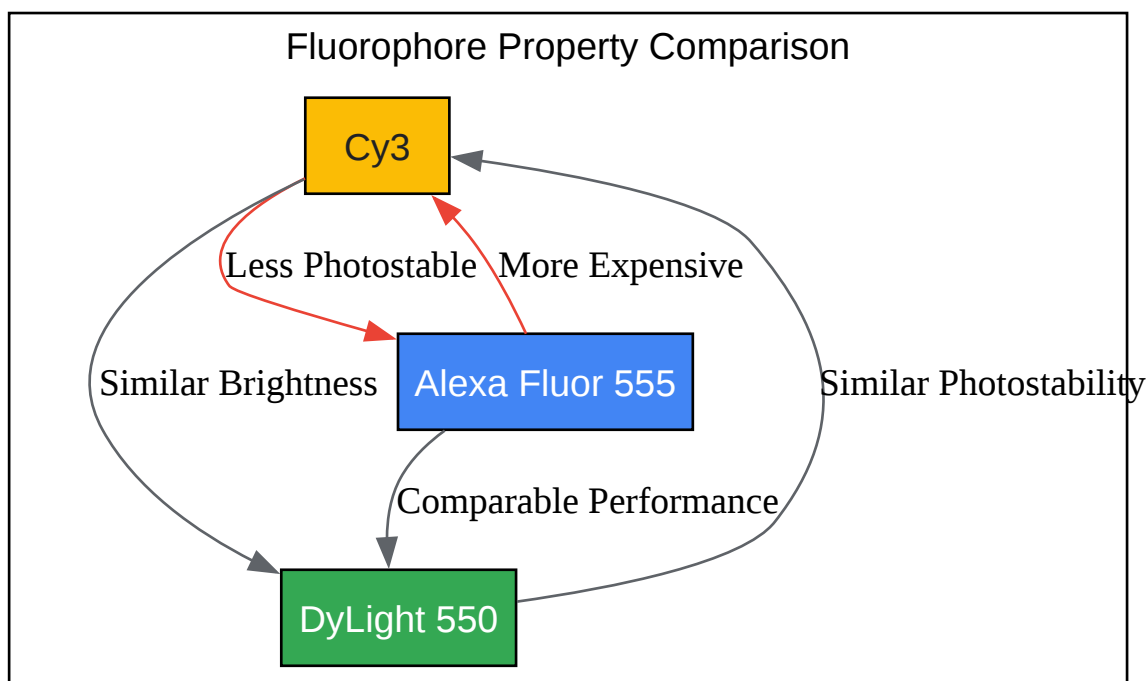 Fluorophore Property Comparison
Cy3
Less Photostable
More Expensive
Similar Brightness
Alexa Fluor 555
Similar Photostability
Comparable Performance
DyLight 550